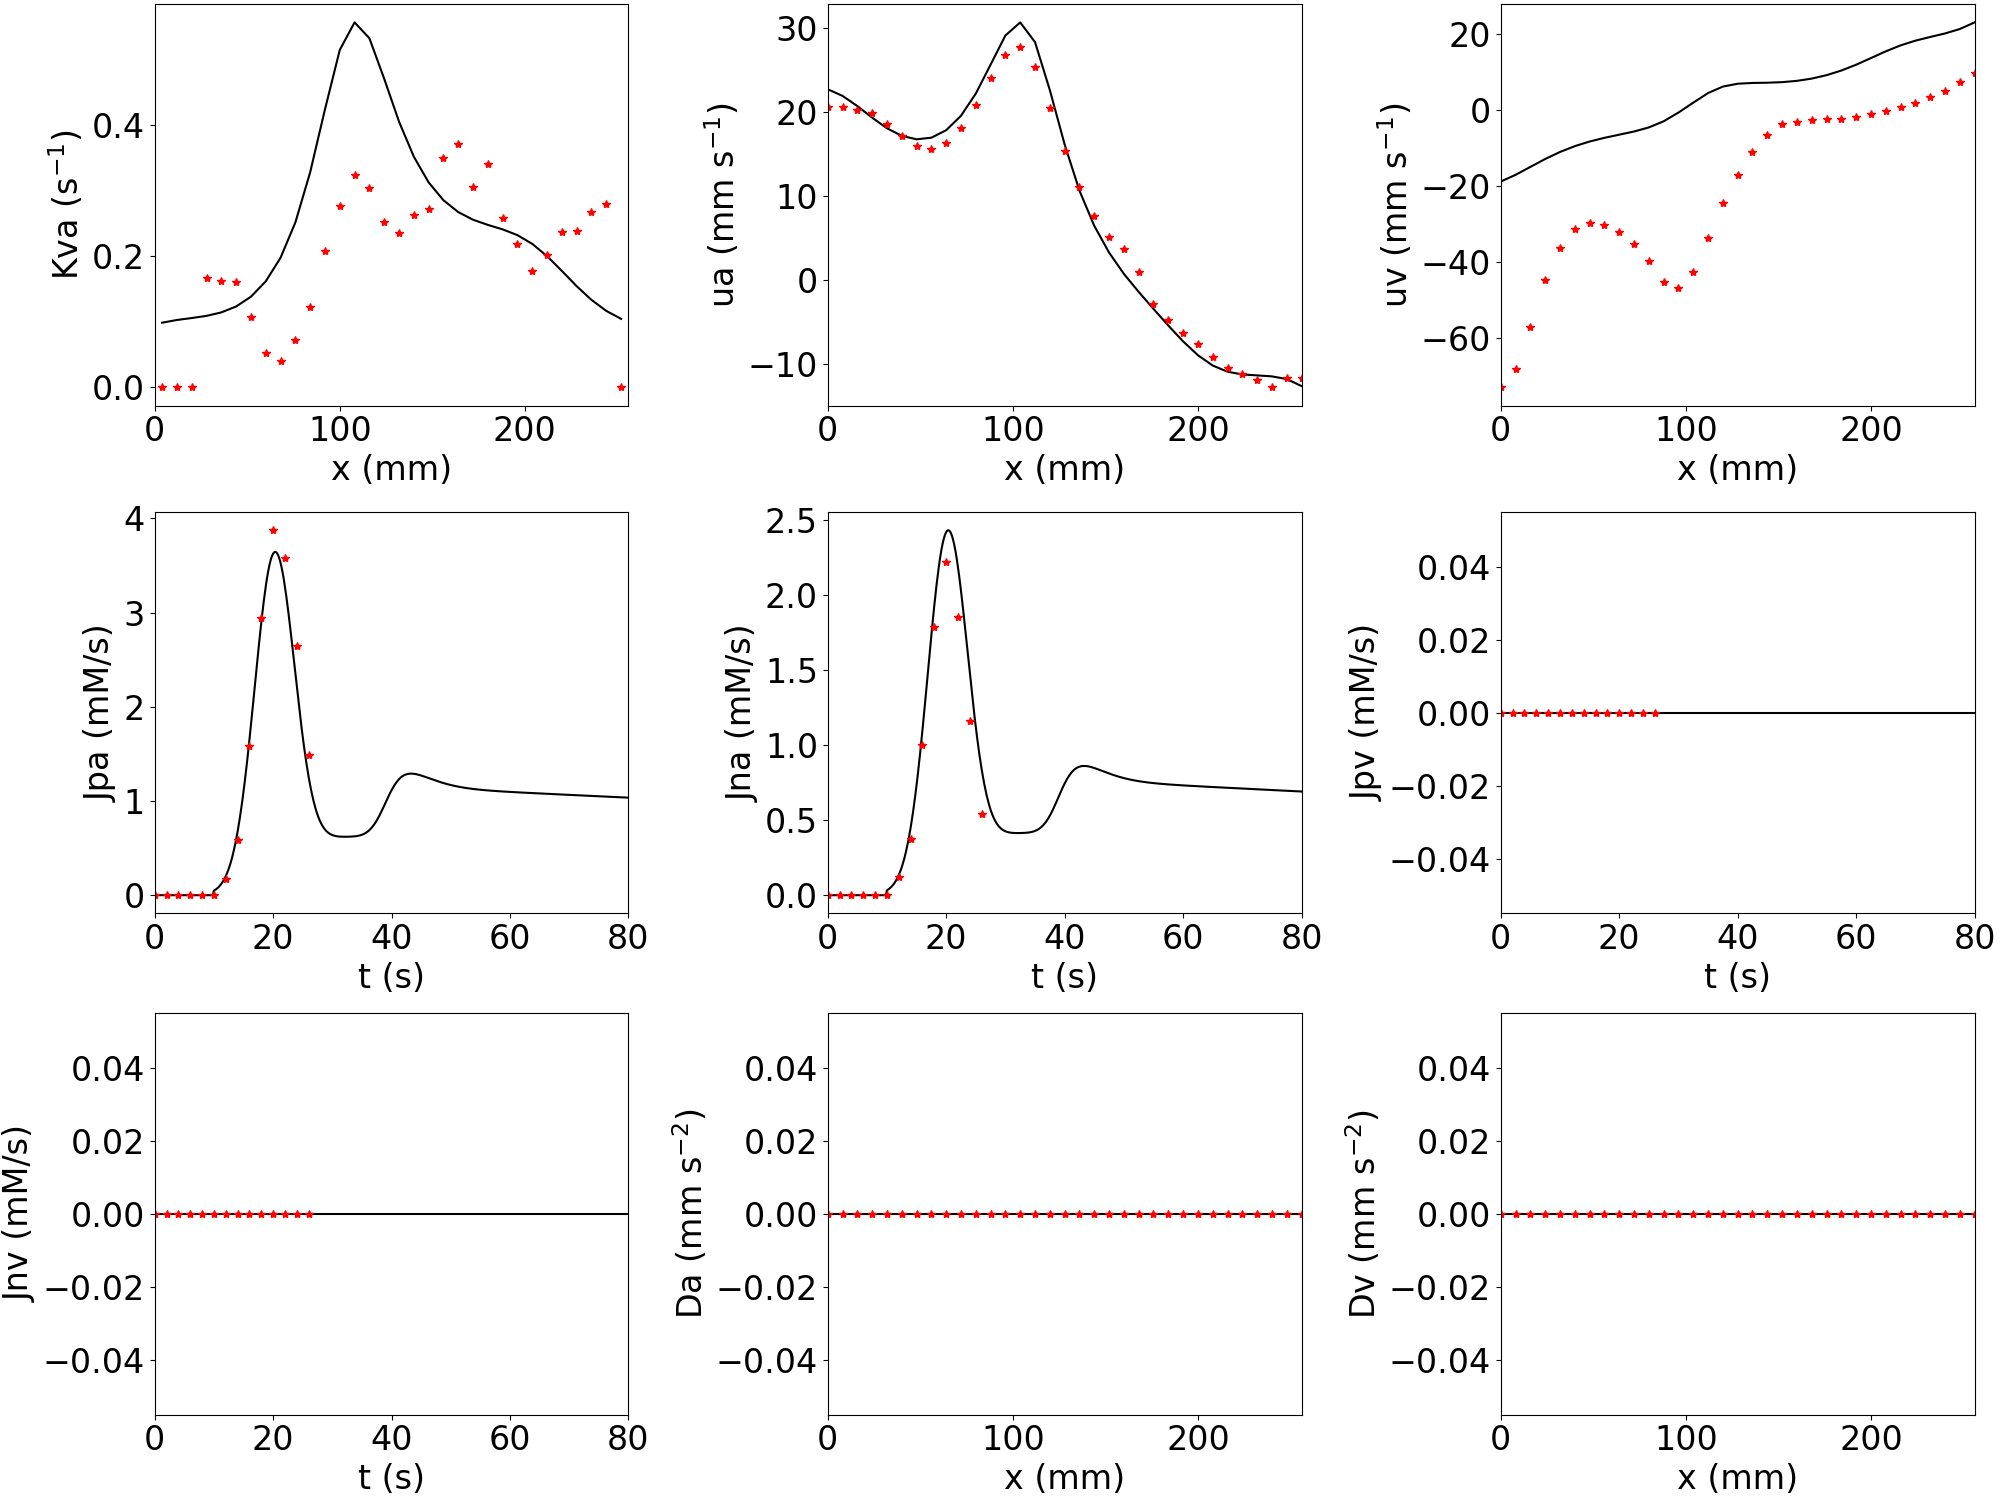 Kva (s⁻¹)
0.4
0.2
0.0
0 100 200
x (mm)
ua (mm s⁻¹)
30
20
10
0
−10
0 100 200
x (mm)
uv (mm s⁻¹)
20
0
−20
−40
−60
0 100 200
x (mm)
Jpa (mM/s)
4
3
2
1
0
0 20 40 60 80
t (s)
Jna (mM/s)
2.5
2.0
1.5
1.0
0.5
0.0
0 20 40 60 80
t (s)
Jpv (mM/s)
0.04
0.02
0.00
−0.02
−0.04
0 20 40 60 80
t (s)
Jnv (mM/s)
0.04
0.02
0.00
−0.02
−0.04
0 20 40 60 80
t (s)
Da (mm s⁻²)
0.04
0.02
0.00
−0.02
−0.04
0 100 200
x (mm)
Dv (mm s⁻²)
0.04
0.02
0.00
−0.02
−0.04
0 100 200
x (mm)